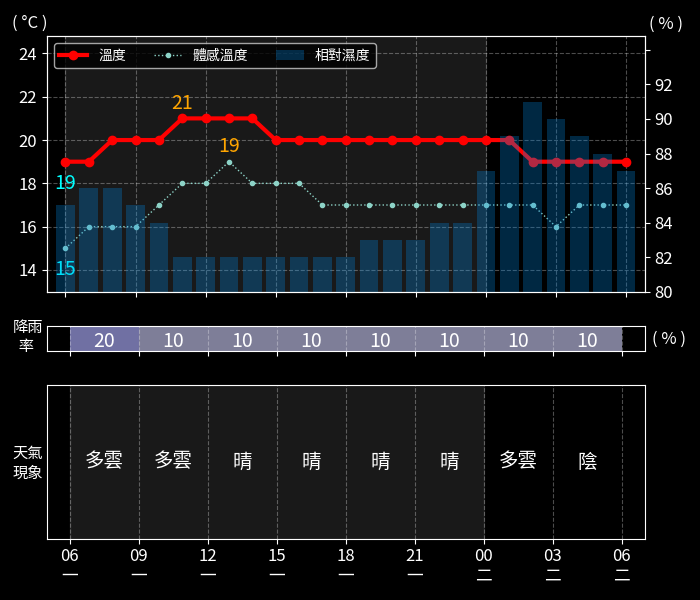 ( °C )
( % )
溫度 體感溫度 相對濕度
24
22
20
18
16
14
92
90
88
86
84
82
80
21
19
19
15
降雨
率
20 10 10 10 10 10 10 10
( % )
天氣
現象
多雲 多雲 晴 晴 晴 晴 多雲 陰
06 09 12 15 18 21 00 03 06
一 一 一 一 一 一 二 二 二